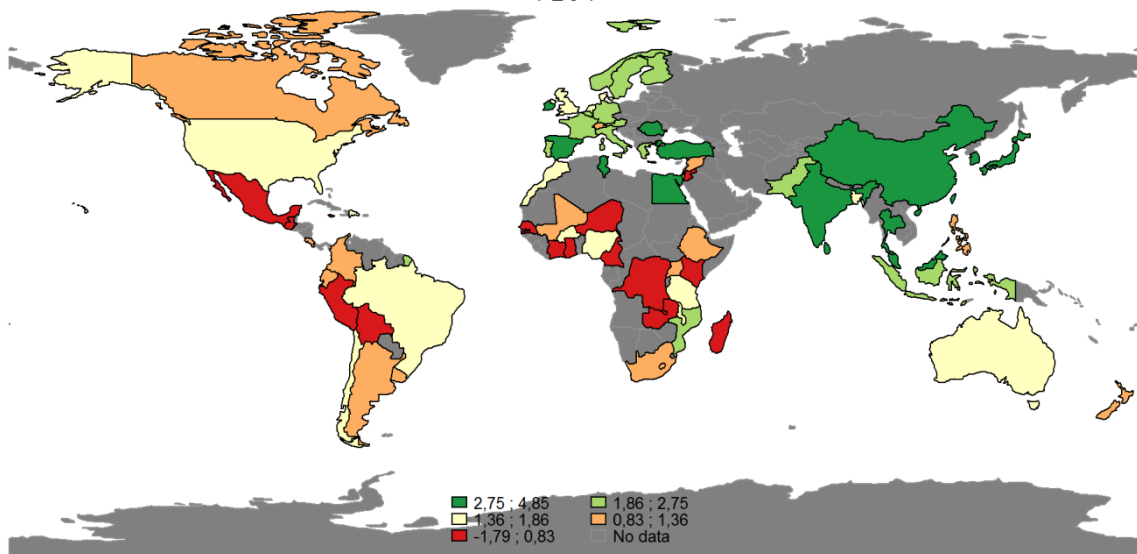 2,75 ; 4,85 1,86 ; 2,75
1,36 ; 1,86 0,83 ; 1,36
-1,79 ; 0,83 No data